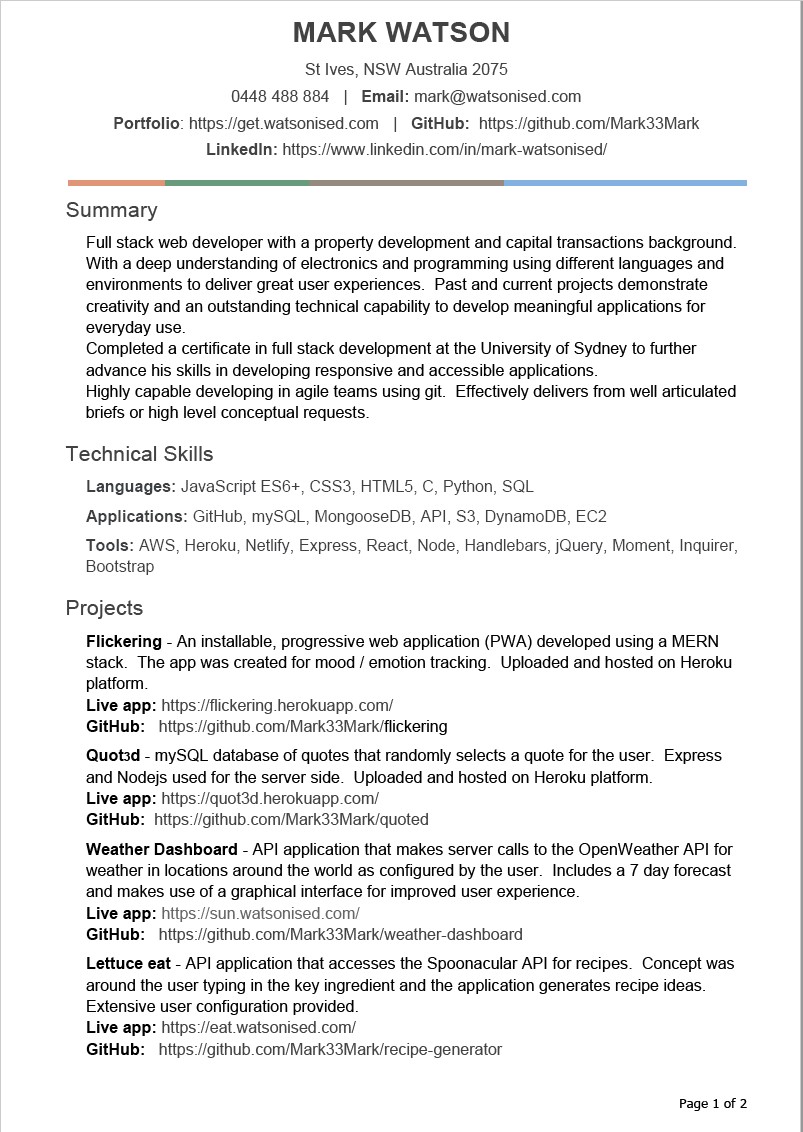 MARK WATSON
St Ives, NSW Australia 2075
0448 488 884 | Email: mark@watsonised.com
Portfolio: https://get.watsonised.com | GitHub: https://github.com/Mark33Mark
LinkedIn: https://www.linkedin.com/in/mark-watsonised/
Summary
Full stack web developer with a property development and capital transactions background.
With a deep understanding of electronics and programming using different languages and
environments to deliver great user experiences. Past and current projects demonstrate
creativity and an outstanding technical capability to develop meaningful applications for
everyday use.
Completed a certificate in full stack development at the University of Sydney to further
advance his skills in developing responsive and accessible applications.
Highly capable developing in agile teams using git. Effectively delivers from well articulated
briefs or high level conceptual requests.
Technical Skills
Languages: JavaScript ES6+, CSS3, HTML5, C, Python, SQL
Applications: GitHub, mySQL, MongooseDB, API, S3, DynamoDB, EC2
Tools: AWS, Heroku, Netlify, Express, React, Node, Handlebars, jQuery, Moment, Inquirer,
Bootstrap
Projects
Flickering - An installable, progressive web application (PWA) developed using a MERN
stack. The app was created for mood / emotion tracking. Uploaded and hosted on Heroku
platform.
Live app: https://flickering.herokuapp.com/
GitHub: https://github.com/Mark33Mark/flickering
Quot3d - mySQL database of quotes that randomly selects a quote for the user. Express
and Nodejs used for the server side. Uploaded and hosted on Heroku platform.
Live app: https://quot3d.herokuapp.com/
GitHub: https://github.com/Mark33Mark/quoted
Weather Dashboard - API application that makes server calls to the OpenWeather API for
weather in locations around the world as configured by the user. Includes a 7 day forecast
and makes use of a graphical interface for improved user experience.
Live app: https://sun.watsonised.com/
GitHub: https://github.com/Mark33Mark/weather-dashboard
Lettuce eat - API application that accesses the Spoonacular API for recipes. Concept was
around the user typing in the key ingredient and the application generates recipe ideas.
Extensive user configuration provided.
Live app: https://eat.watsonised.com/
GitHub: https://github.com/Mark33Mark/recipe-generator
Page 1 of 2